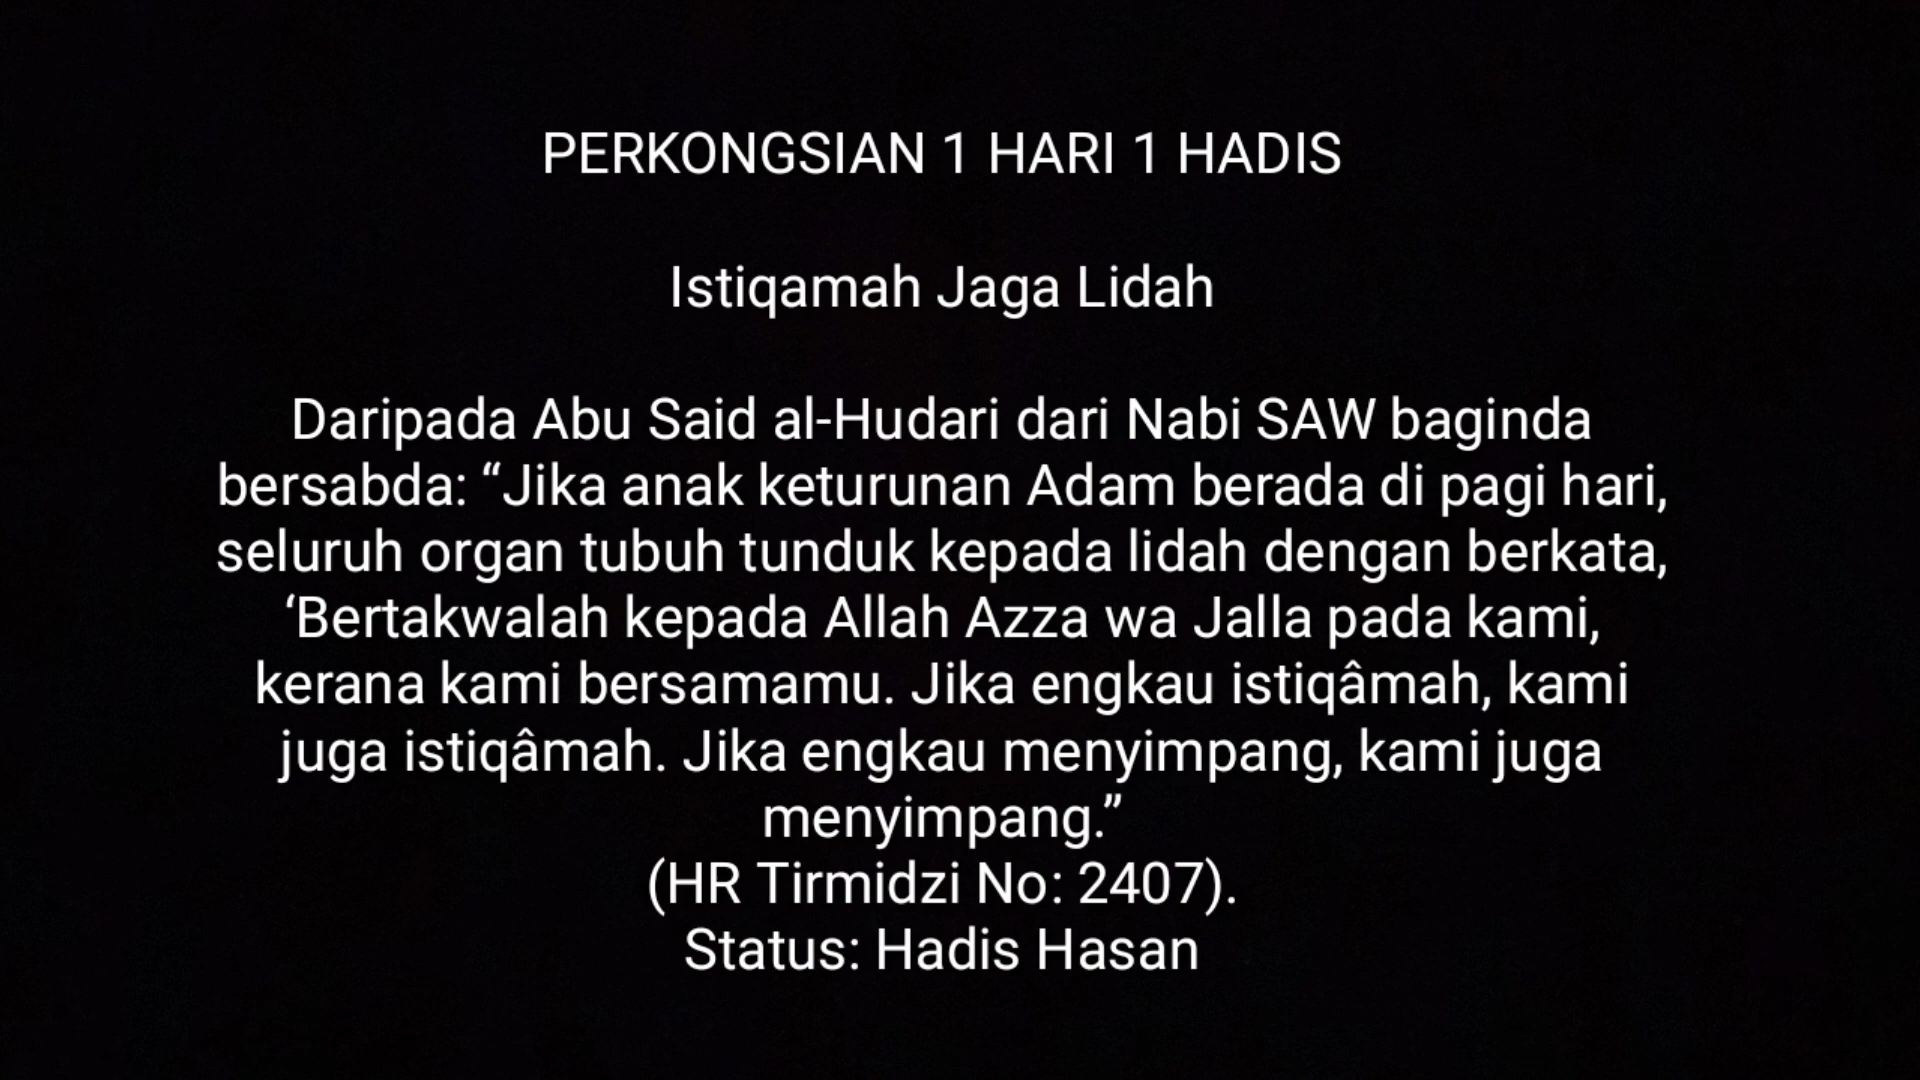 PERKONGSIAN 1 HARI 1 HADIS
Istiqamah Jaga Lidah
Daripada Abu Said al-Hudari dari Nabi SAW baginda
bersabda: “Jika anak keturunan Adam berada di pagi hari,
seluruh organ tubuh tunduk kepada lidah dengan berkata,
‘Bertakwalah kepada Allah Azza wa Jalla pada kami,
kerana kami bersamamu. Jika engkau istiqâmah, kami
juga istiqâmah. Jika engkau menyimpang, kami juga
menyimpang.”
(HR Tirmidzi No: 2407).
Status: Hadis Hasan